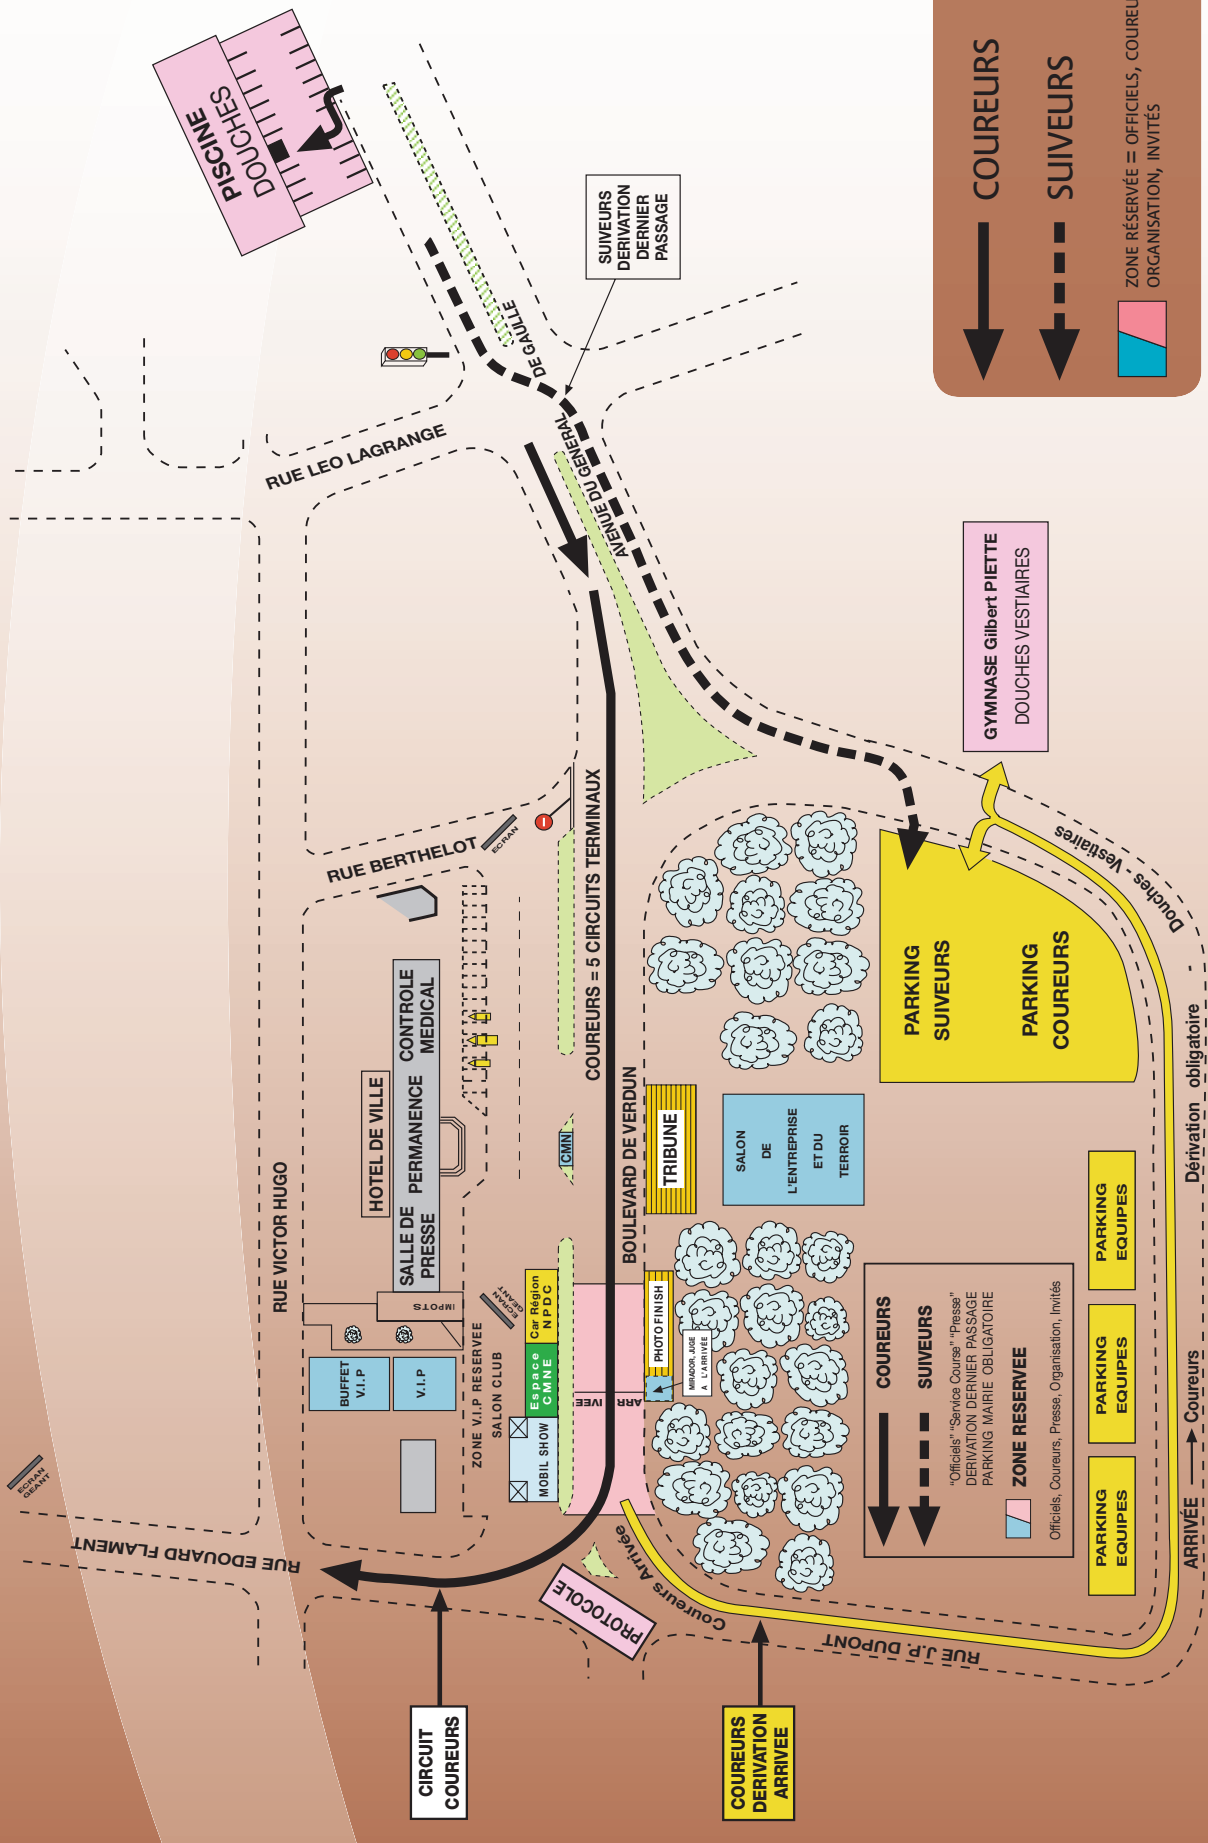 PISCINE
DOUCHES
SUIVEURS
DERIVATION
DERNIER
PASSAGE
COUREURS
SUIVEURS
ZONE RÉSERVÉE = OFFICIELS, COUREU
ORGANISATION, INVITÉS
RUE LEO LAGRANGE
AVENUE DU GENERAL DE GAULLE
GYMNASE Gilbert PIETTE
DOUCHES VESTIAIRES
RUE BERTHELOT
ECRAN
COUREURS = 5 CIRCUITS TERMINAUX
BOULEVARD DE VERDUN
RUE VICTOR HUGO
HOTEL DE VILLE
SALLE DE PRESSE
PERMANENCE
CONTROLE
MEDICAL
IMPOTS
BUFFET
V.I.P
V.I.P
ZONE V.I.P RESERVEE
SALON CLUB
ECRAN
GEANT
Car Région
NPDC
Espace
CMNE
MOBIL SHOW
CMN
ARRIVEE
PHOTO FINISH
MIRADOR, JUGE
A L'ARRIVÉE
TRIBUNE
SALON
DE
L'ENTREPRISE
ET DU
TERROIR
PARKING
SUIVEURS
PARKING
COUREURS
PARKING
EQUIPES
PARKING
EQUIPES
PARKING
EQUIPES
COUREURS
SUIVEURS
"Officiels" "Service Course" "Presse"
DERIVATION DERNIER PASSAGE
PARKING MAIRIE OBLIGATOIRE
ZONE RESERVEE
Officiels, Coureurs, Presse, Organisation, Invités
ARRIVÉE Coureurs
Dérivation obligatoire -
Douches - Vestiaires
ECRAN
GEANT
RUE EDOUARD FLAMENT
PROTOCOLE
Coureurs Arrivée
RUE J.P. DUPONT
CIRCUIT
COUREURS
COUREURS
DERIVATION
ARRIVEE